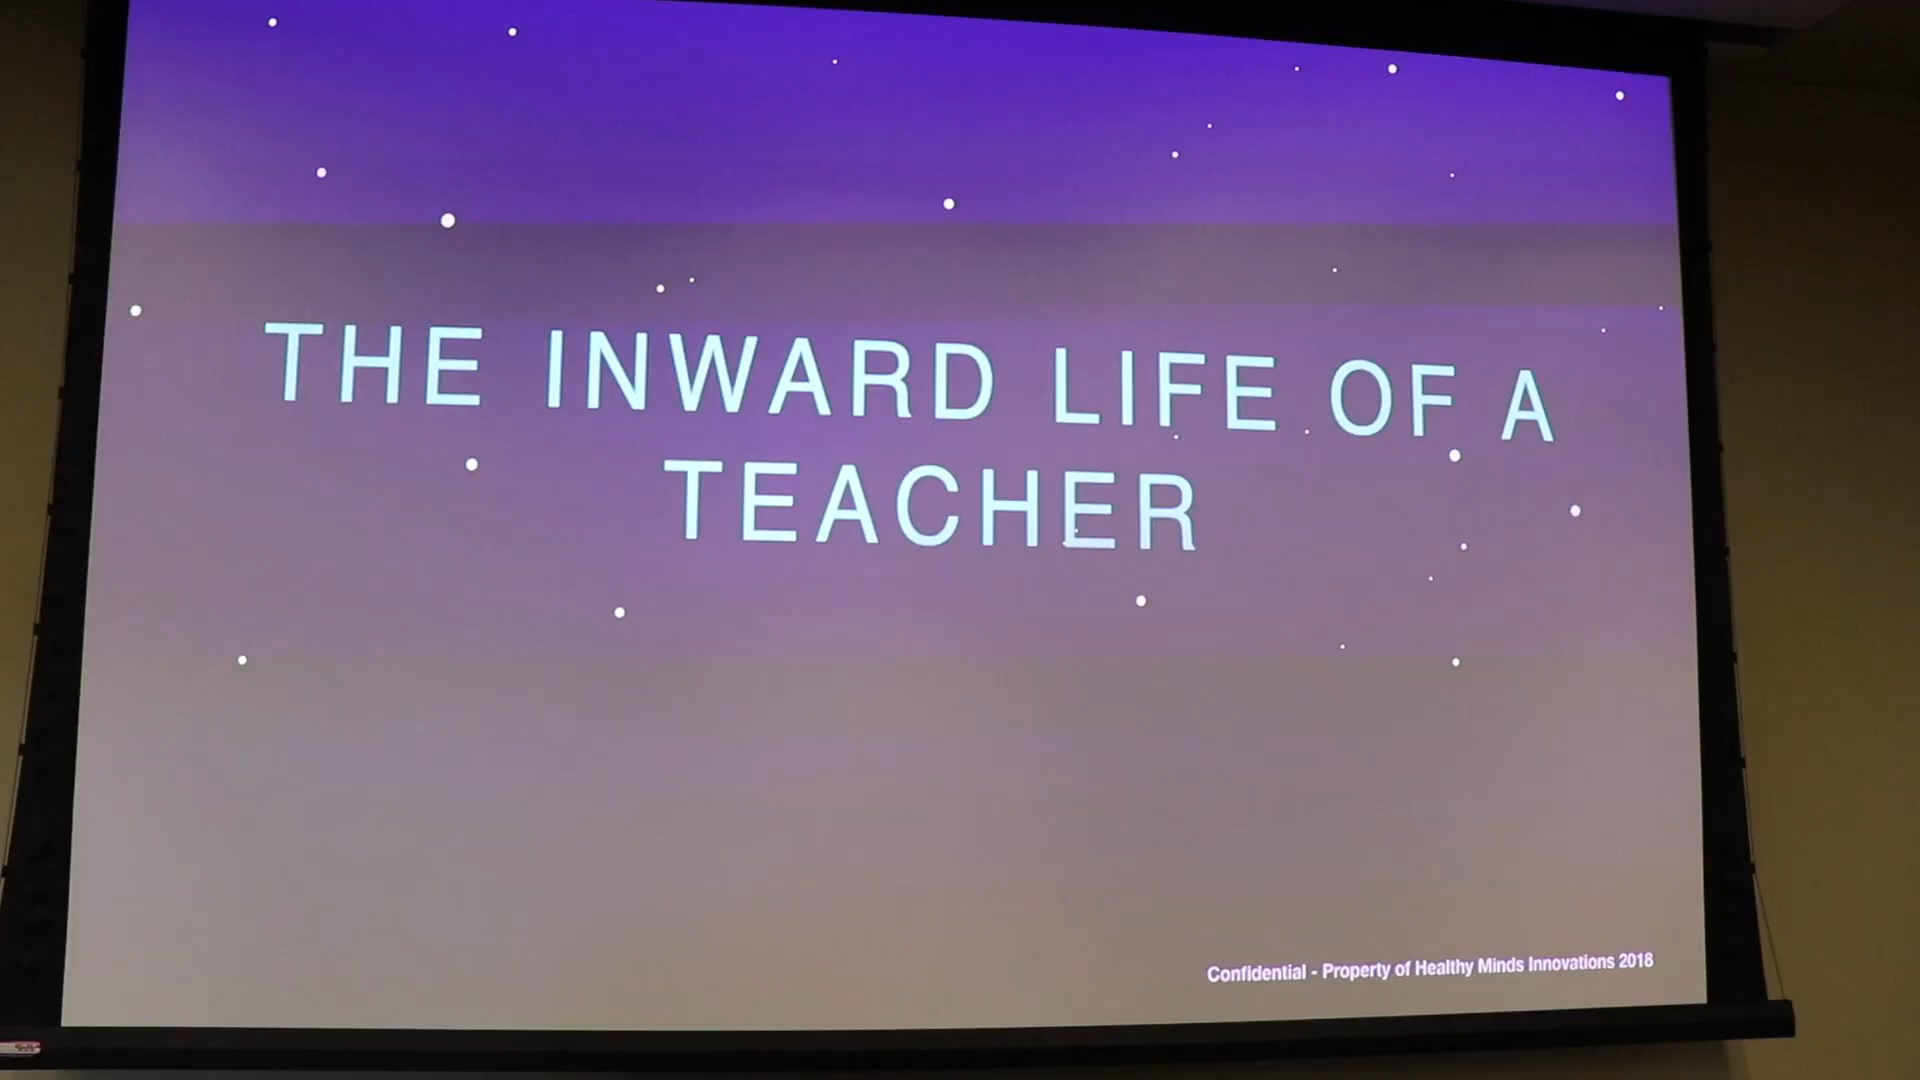 THE INWARD LIFE OF A
TEACHER
Confidential - Property of Healthy Minds Innovations 2018